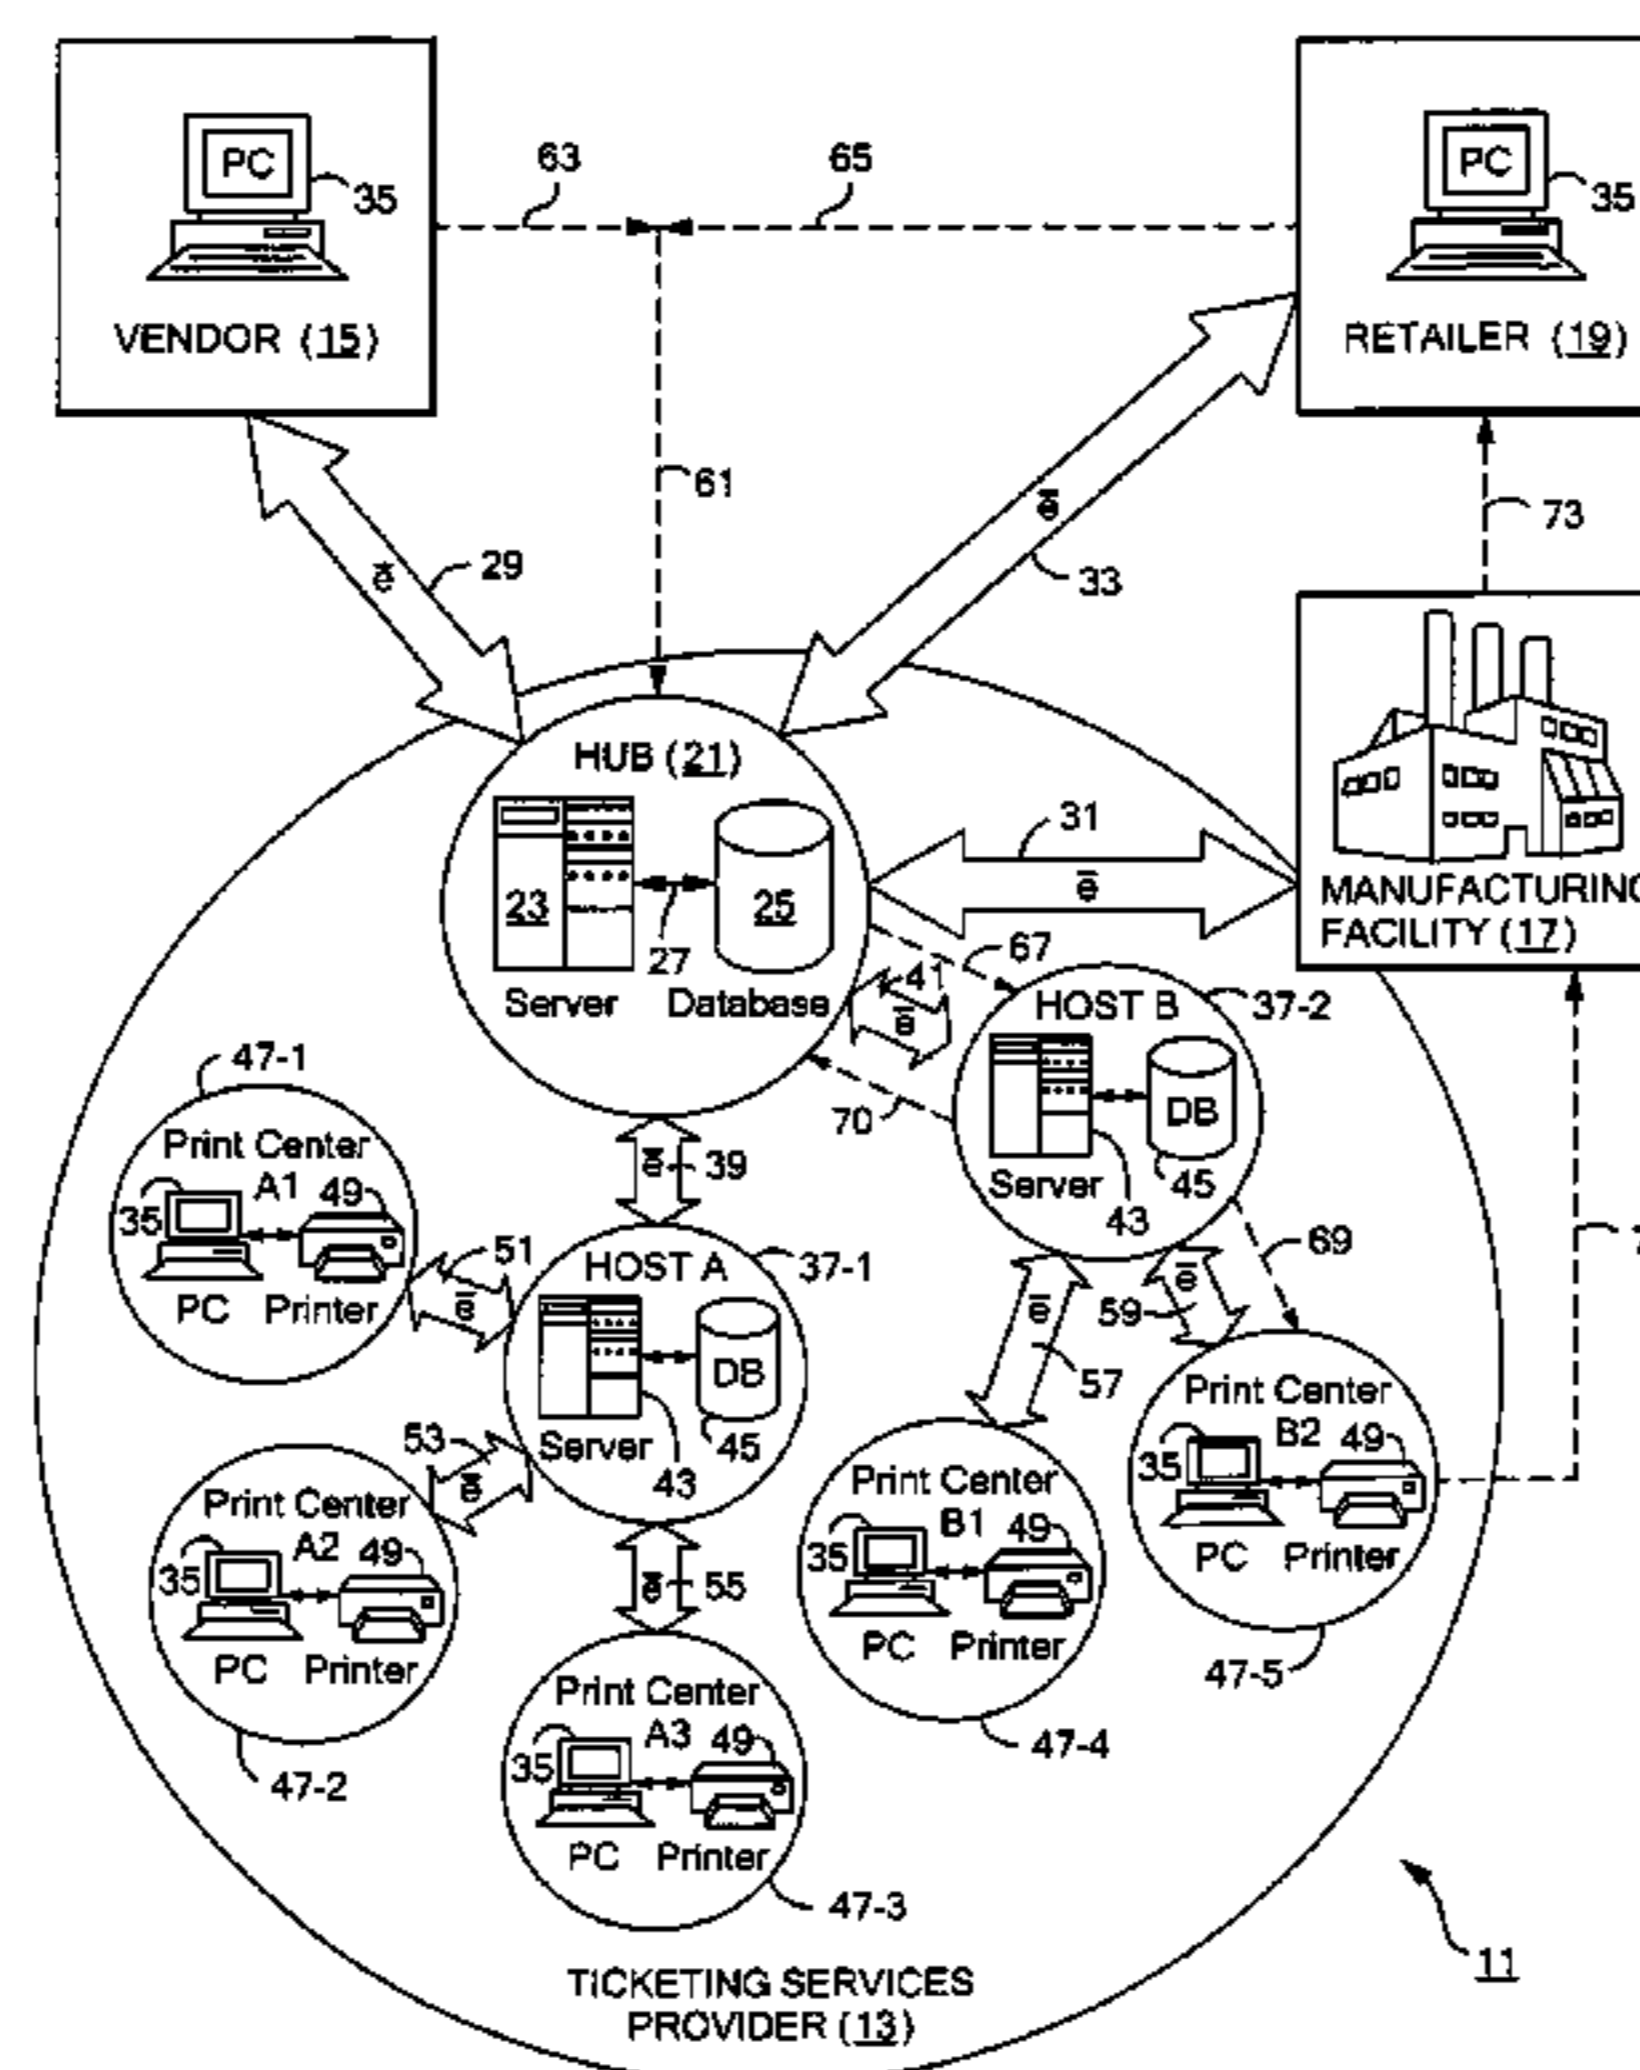 PC
35
VENDOR (15)
63
65
PC
35
RETAILER (19)
61
29
ē
ē
33
73
HUB (21)
23
27
25
Server
Database
31
ē
MANUFACTURING
FACILITY (17)
67
41
ē
70
HOST B
37-2
DB
Server
43
45
47-1
Print Center
A1
35
49
PC
Printer
ē
39
51
ē
HOST A
37-1
DB
Server
43
45
69
ē
59
ē
57
53
ē
Print Center
A2
35
49
PC
Printer
47-2
ē
55
Print Center
B1
35
49
PC
Printer
47-4
Print Center
B2
35
49
PC
Printer
47-5
Print Center
A3
35
49
PC
Printer
47-3
11
TICKETING SERVICES
PROVIDER (13)